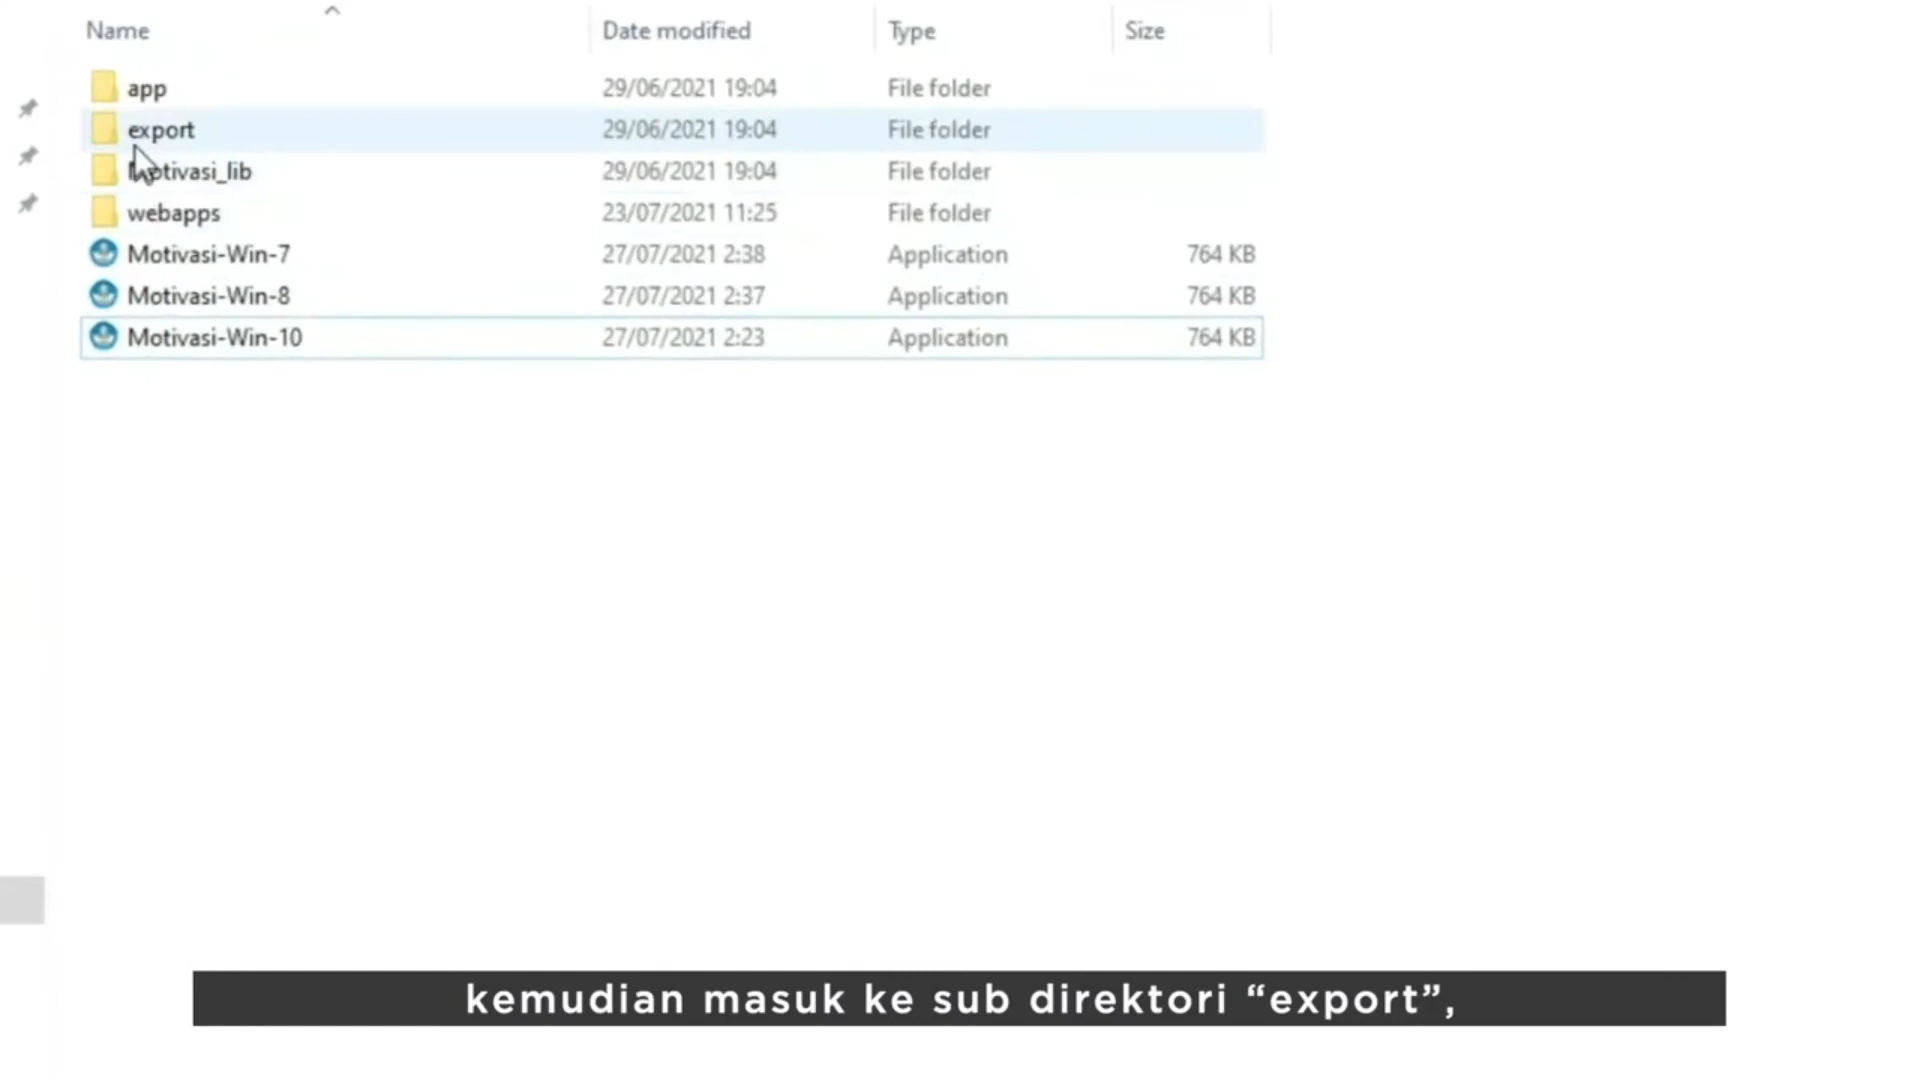 Name Date modified Type Size
app 29/06/2021 19:04 File folder
export 29/06/2021 19:04 File folder
Motivasi_lib 29/06/2021 19:04 File folder
webapps 23/07/2021 11:25 File folder
Motivasi-Win-7 27/07/2021 2:38 Application 764 KB
Motivasi-Win-8 27/07/2021 2:37 Application 764 KB
Motivasi-Win-10 27/07/2021 2:23 Application 764 KB
kemudian masuk ke sub direktori “export”,